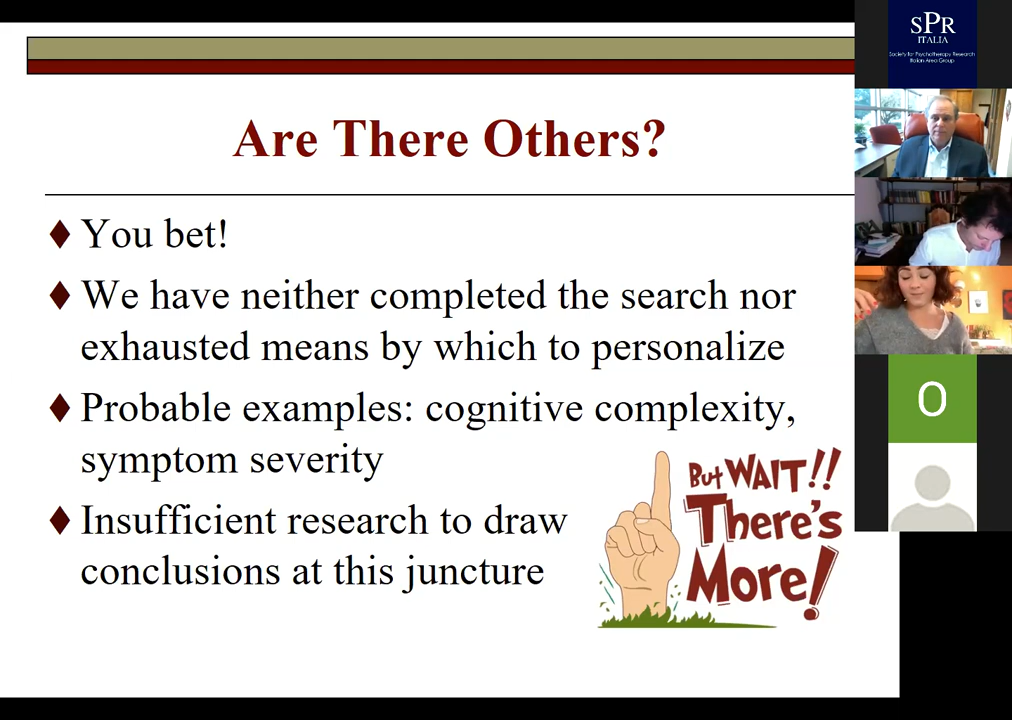 Are There Others?
You bet!
We have neither completed the search nor
exhausted means by which to personalize
Probable examples: cognitive complexity,
symptom severity
Insufficient research to draw
conclusions at this juncture
But WAIT!!
There's
More!
SPR
ITALIA
Society for Psychotherapy Research
Italian Area Group
O